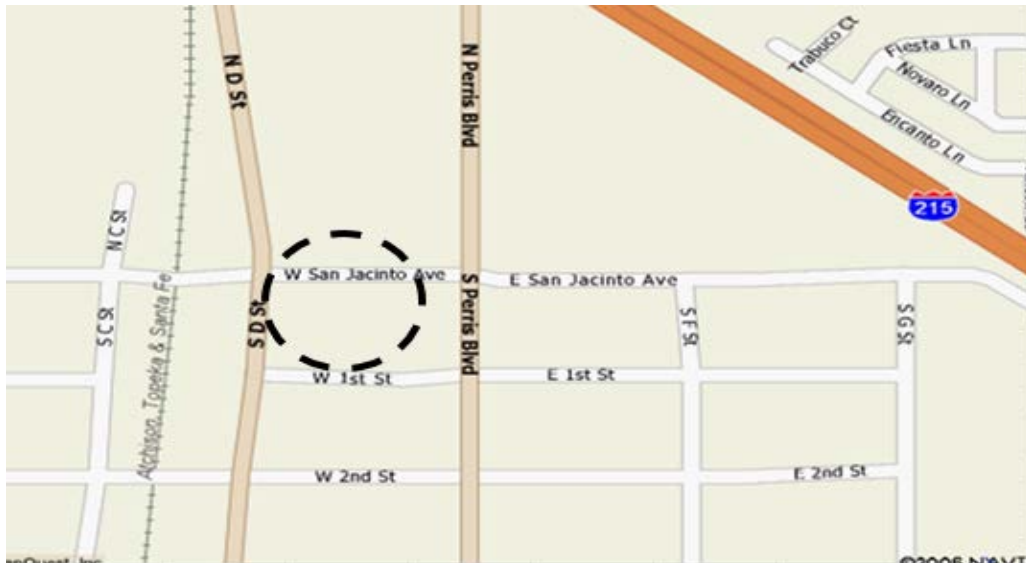 Trabuco Ct
Fiesta Ln
Novaro Ln
Encanto Ln
N D St
N Perris Blvd
215
N C St
W San Jacinto Ave
E San Jacinto Ave
S C St
Atchison, Topeka & Santa Fe
S D St
S Perris Blvd
S F St
S G St
W 1st St
E 1st St
W 2nd St
E 2nd St
©2006